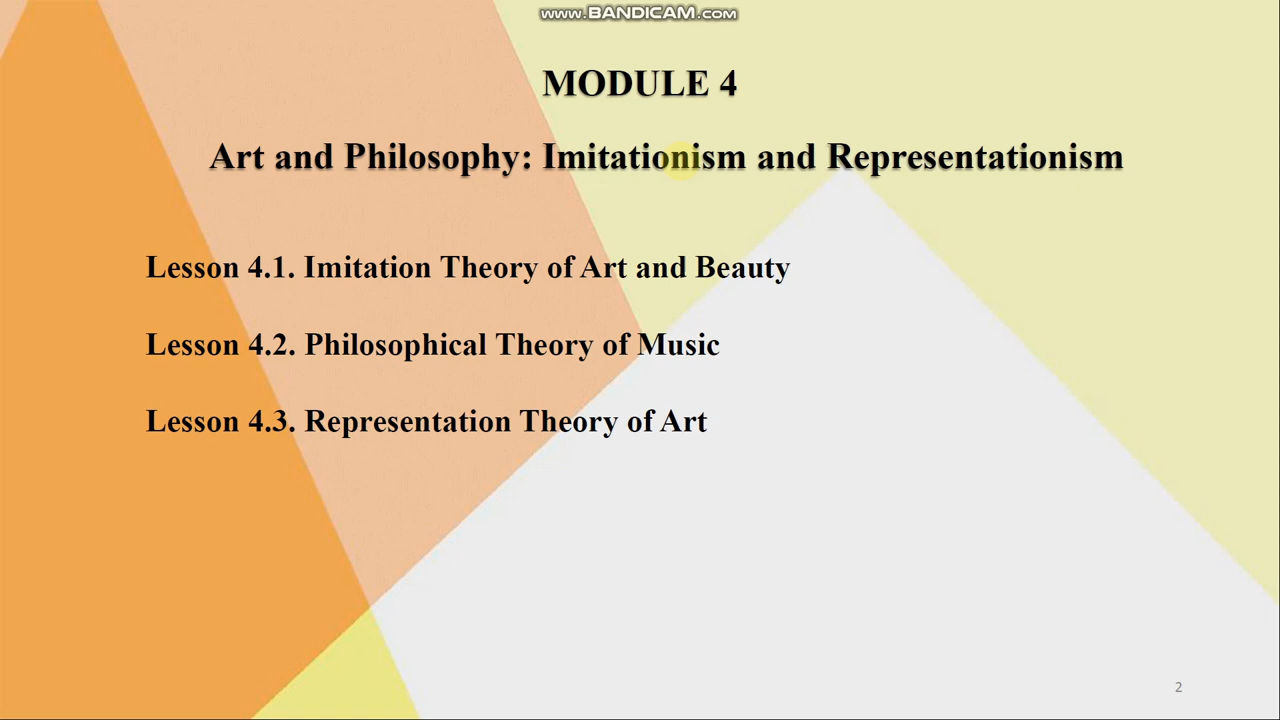 www.BANDICAM.com
MODULE 4
Art and Philosophy: Imitationism and Representationism
Lesson 4.1. Imitation Theory of Art and Beauty
Lesson 4.2. Philosophical Theory of Music
Lesson 4.3. Representation Theory of Art
2